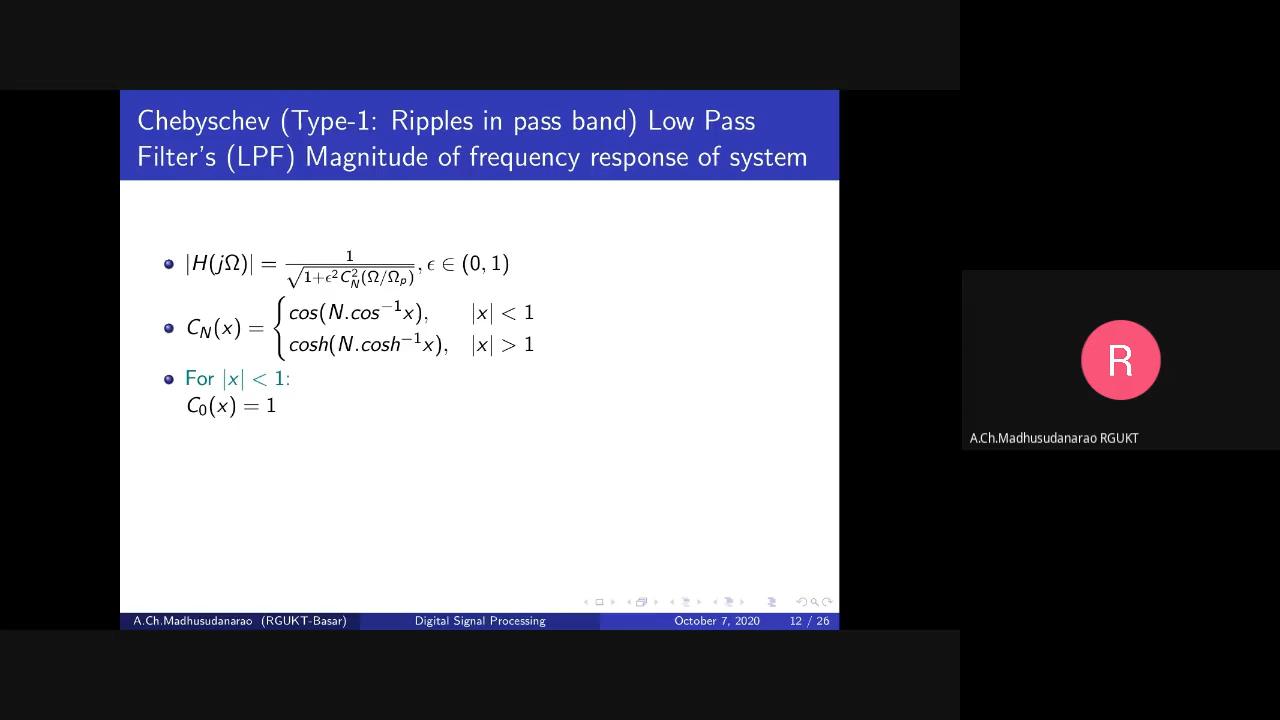 Chebyschev (Type-1: Ripples in pass band) Low Pass
Filter's (LPF) Magnitude of frequency response of system
|H(jΩ)| = 1/√(1+ϵ²C_N²(Ω/Ω_p)), ϵ ∈ (0, 1)
C_N(x) = { cos(N.cos⁻¹x), |x| < 1
cosh(N.cosh⁻¹x), |x| > 1
For |x| < 1:
C₀(x) = 1
R
A.Ch.Madhusudanarao RGUKT
A.Ch.Madhusudanarao (RGUKT-Basar) Digital Signal Processing October 7, 2020 12 / 26